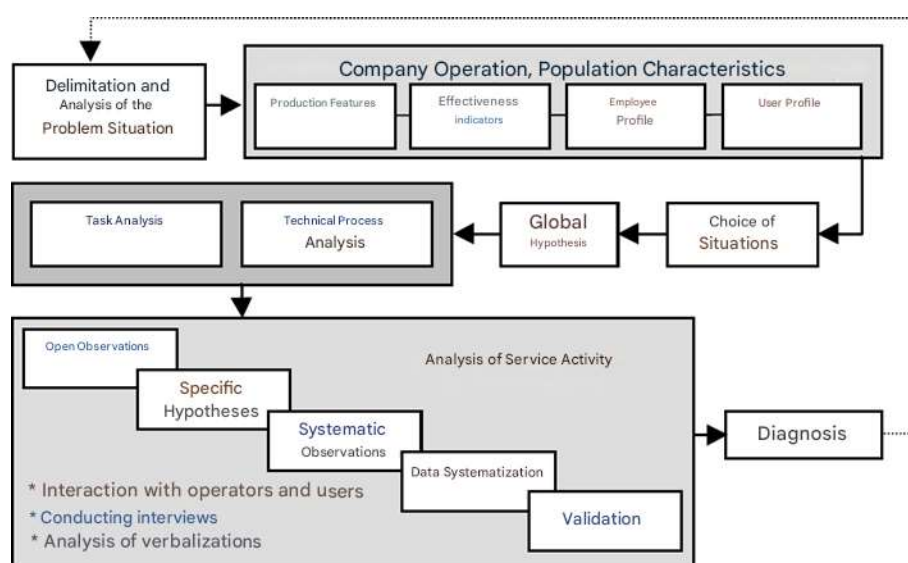 Delimitation and
Analysis of the
Problem Situation
Company Operation, Population Characteristics
Production Features
Effectiveness
indicators
Employee
Profile
User Profile
Task Analysis
Technical Process
Analysis
Global
Hypothesis
Choice of
Situations
Open Observations
Analysis of Service Activity
Specific
Hypotheses
Systematic
Observations
Data Systematization
Validation
* Interaction with operators and users
* Conducting interviews
* Analysis of verbalizations
Diagnosis